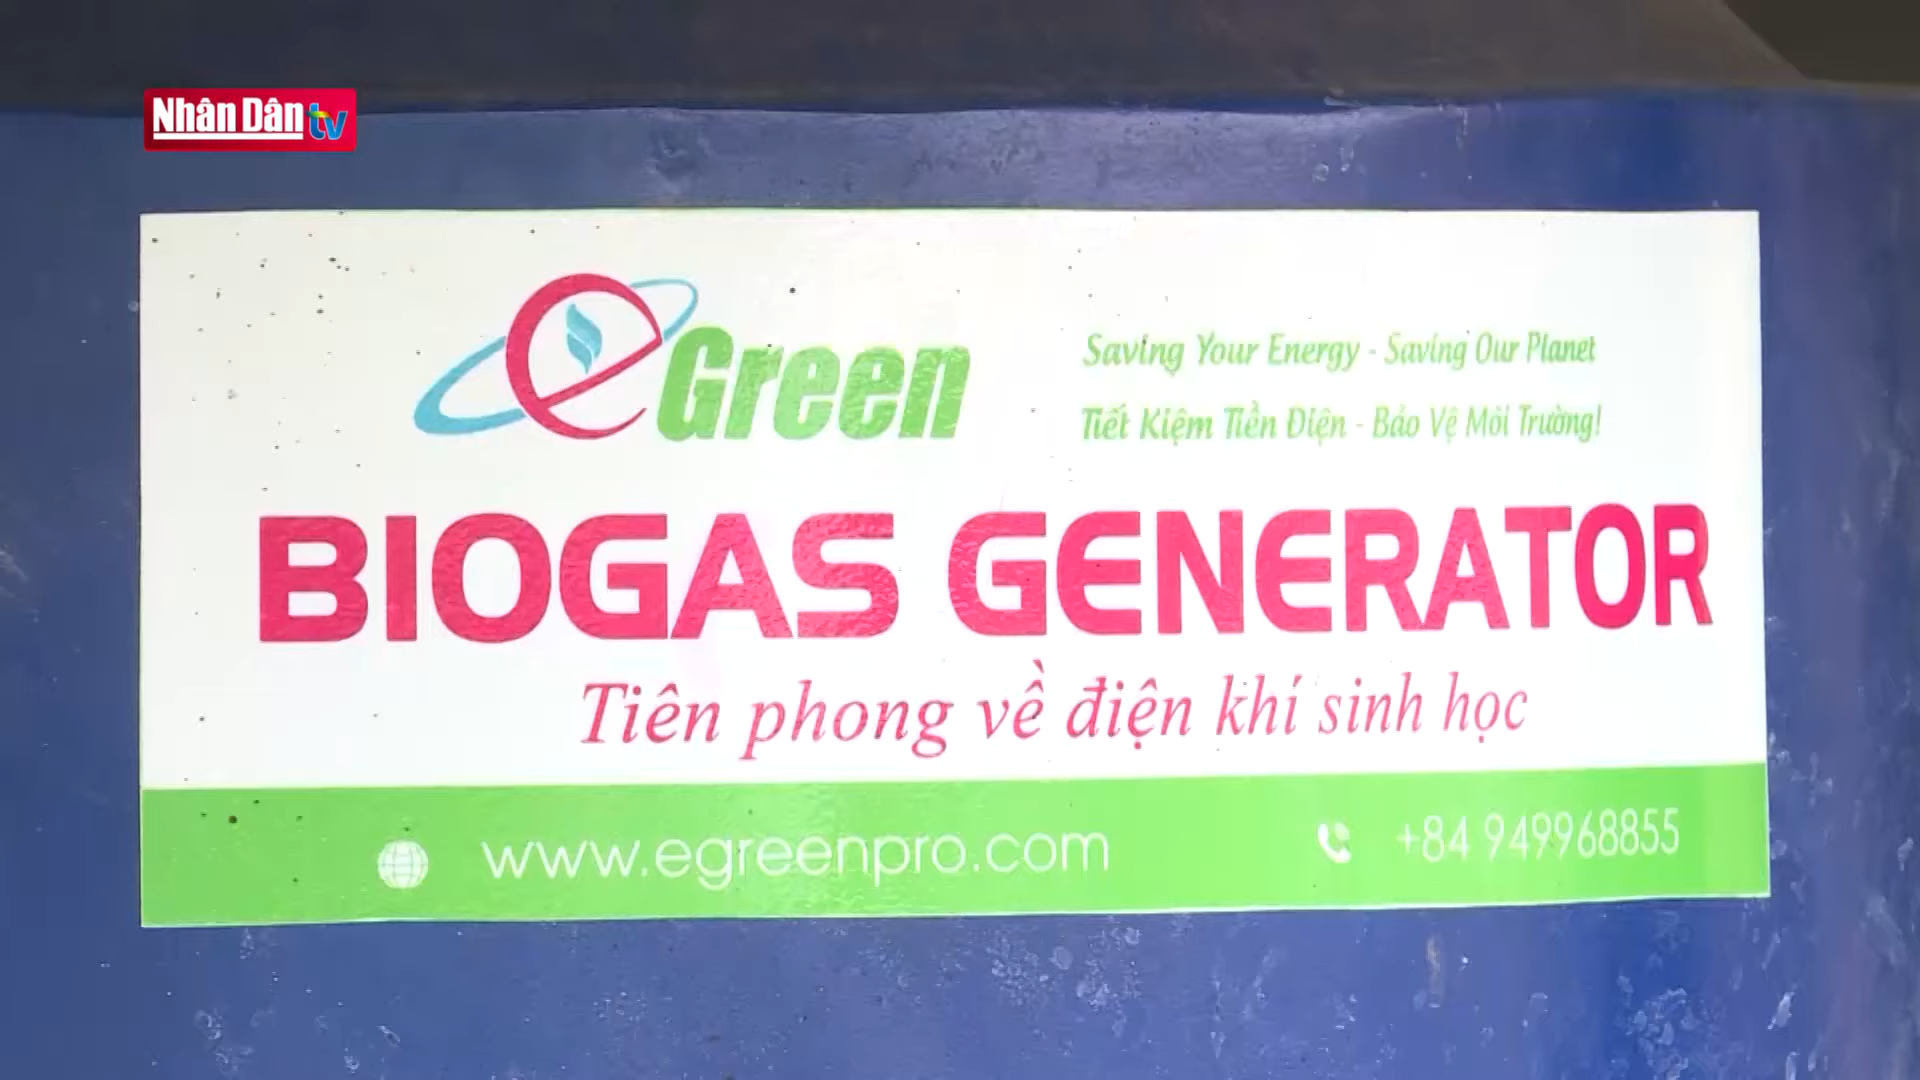 Nhân Dân tv
eGreen
Saving Your Energy - Saving Our Planet
Tiết Kiệm Tiền Điện - Bảo Vệ Môi Trường!
BIOGAS GENERATOR
Tiên phong về điện khí sinh học
www.egreenpro.com
+84 949968855